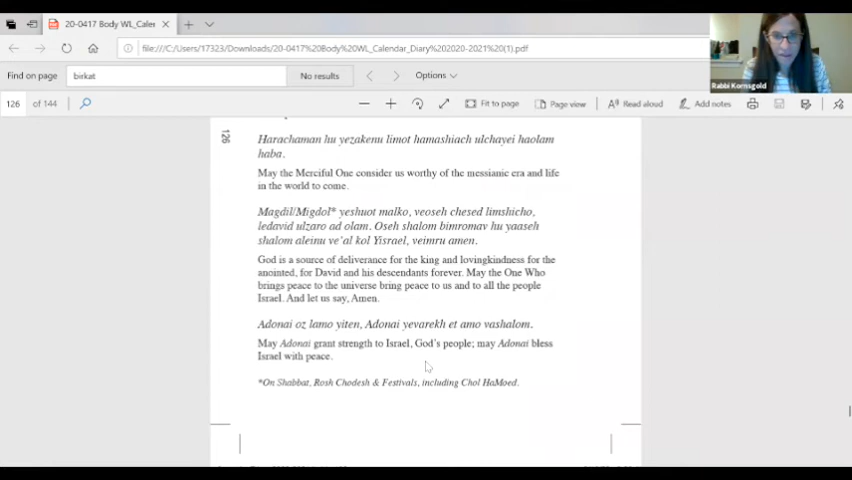 20-0417 Body WL_Calen
file:///C:/Users/17323/Downloads/20-0417%20Body%20WL_Calendar_Diary%202020-2021%20(1).pdf
Rabbi Kornsgold
Find on page
birkat
No results
Options
126
of 144
Fit to page
Page view
Read aloud
Add notes
126
Harachaman hu yezakenu limot hamashiach ulchayei haolam
haba.
May the Merciful One consider us worthy of the messianic era and life
in the world to come.
Magdil/Migdol* yeshuot malko, veoseh chesed limshicho,
ledavid ulzaro ad olam. Oseh shalom bimromav hu yaaseh
shalom aleinu ve'al kol Yisrael, veimru amen.
God is a source of deliverance for the king and lovingkindness for the
anointed, for David and his descendants forever. May the One Who
brings peace to the universe bring peace to us and to all the people
Israel. And let us say, Amen.
Adonai oz lamo yiten, Adonai yevarekh et amo vashalom.
May Adonai grant strength to Israel, God's people; may Adonai bless
Israel with peace.
*On Shabbat, Rosh Chodesh & Festivals, including Chol HaMoed.